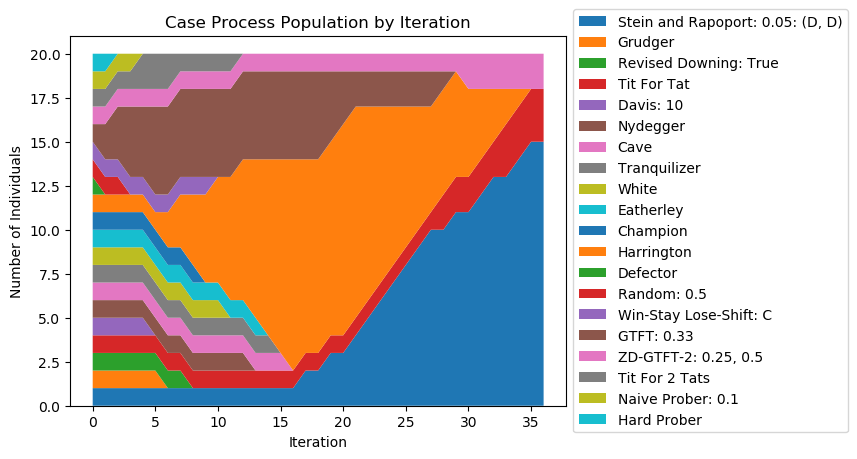 Case Process Population by Iteration
Number of Individuals
20.0
17.5
15.0
12.5
10.0
7.5
5.0
2.5
0.0
0
5
10
15
20
25
30
35
Iteration
Stein and Rapoport: 0.05: (D, D)
Grudger
Revised Downing: True
Tit For Tat
Davis: 10
Nydegger
Cave
Tranquilizer
White
Eatherley
Champion
Harrington
Defector
Random: 0.5
Win-Stay Lose-Shift: C
GTFT: 0.33
ZD-GTFT-2: 0.25, 0.5
Tit For 2 Tats
Naive Prober: 0.1
Hard Prober